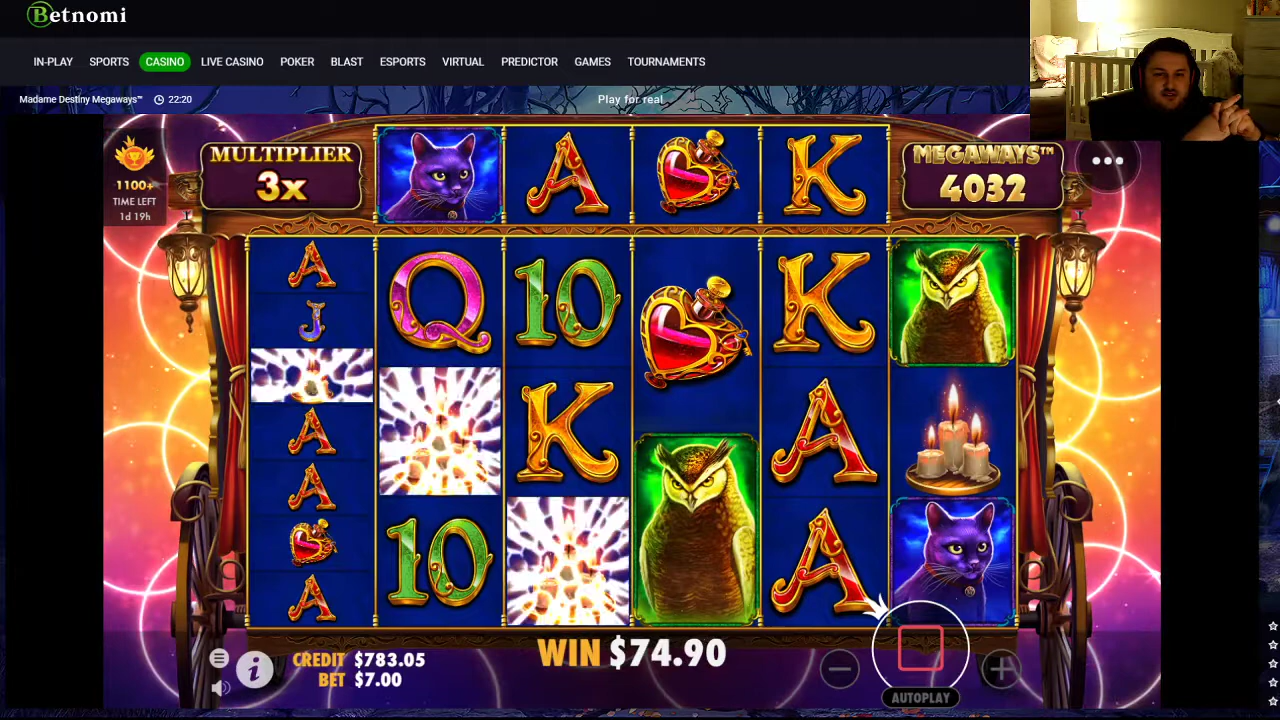 Betnomi
IN-PLAY SPORTS CASINO LIVE CASINO POKER BLAST ESPORTS VIRTUAL PREDICTOR GAMES TOURNAMENTS
Madame Destiny Megaways™ 22:20 Play for real
1100+
TIME LEFT
1d 19h
MULTIPLIER
3x
A K
MEGAWAYS™
4032
A
J
A
A
A
Q
10
10
K
K
A
A
CREDIT $783.05
BET $7.00
WIN $74.90
AUTOPLAY